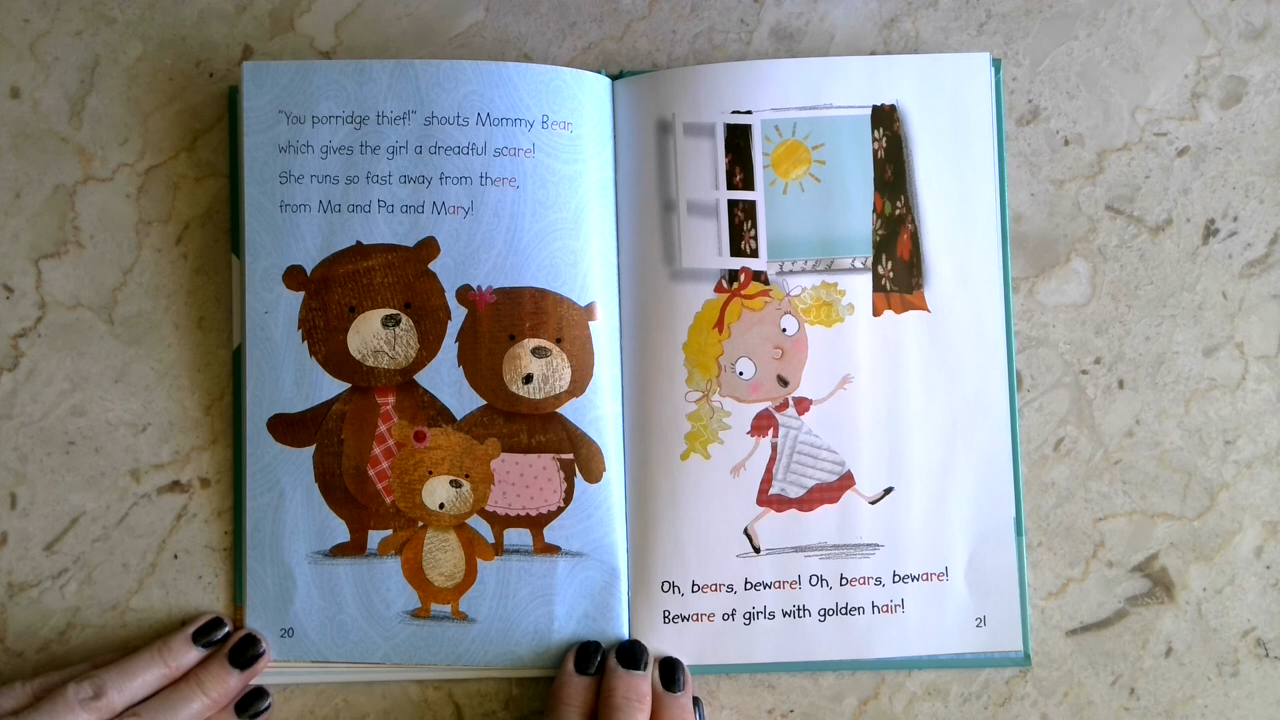 "You porridge thief!" shouts Mommy Bear,
which gives the girl a dreadful scare!
She runs so fast away from there,
from Ma and Pa and Mary!
20
Oh, bears, beware! Oh, bears, beware!
Beware of girls with golden hair!
21